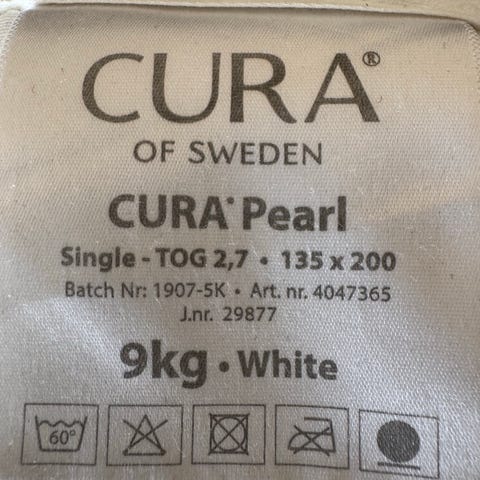 CURA®
OF SWEDEN
CURA® Pearl
Single - TOG 2,7 • 135 x 200
Batch Nr: 1907-5K • Art. nr. 4047365
J.nr. 29877
9kg • White
60°